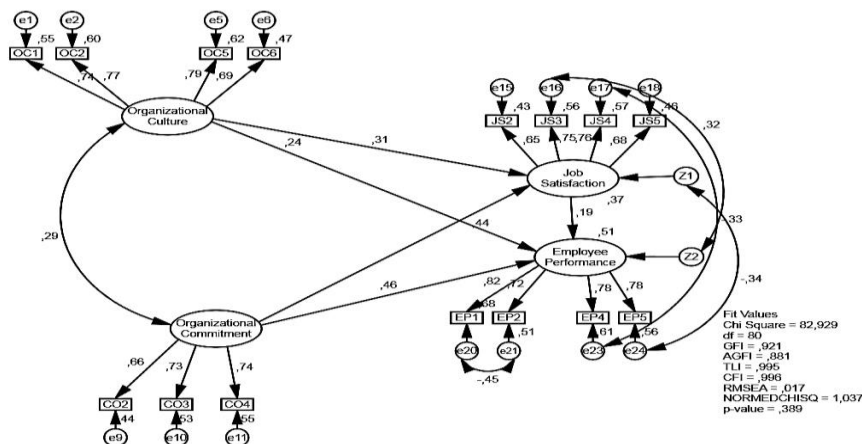 e1
e2
e5
e6
,55
,60
,62
,47
OC1
OC2
OC5
OC6
,74
,77
,79
,69
Organizational
Culture
e15
e16
e17
e18
,43
,56
,57
,46
JS2
JS3
JS4
JS5
,32
,65
,75
,76
,68
,31
,24
Job
Satisfaction
Z1
,37
,19
,44
,51
,33
Employee
Performance
Z2
,29
,46
-,34
,82
,72
,78
,78
,68
EP1
EP2
EP4
EP5
,51
,61
,56
e20
e21
e23
e24
-,45
Organizational
Commitment
,66
,73
,74
CO2
CO3
CO4
,44
,53
,55
e9
e10
e11
Fit Values
Chi Square = 82,929
df = 80
GFI = ,921
AGFI = ,881
TLI = ,995
CFI = ,996
RMSEA = ,017
NORMEDCHISQ = 1,037
p-value = ,389